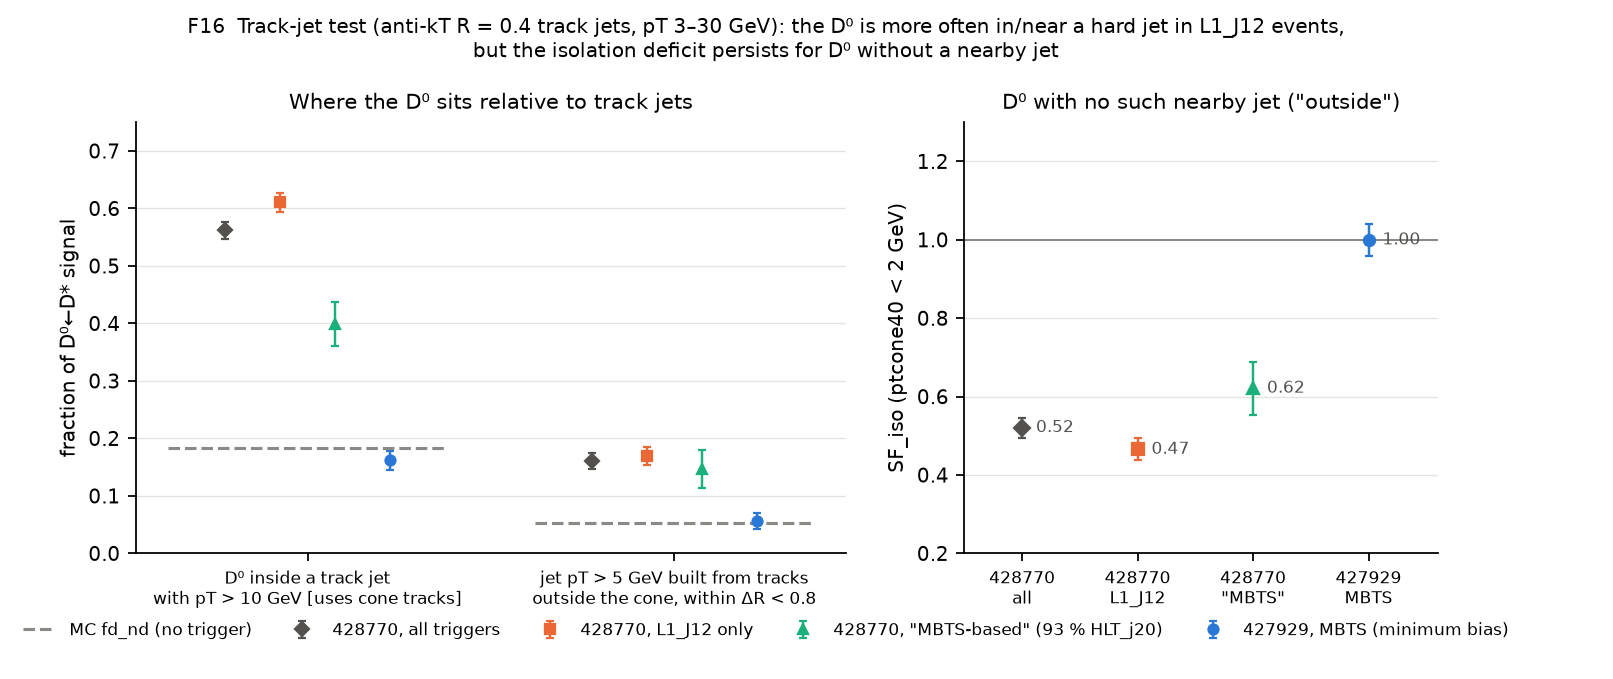 F16  Track-jet test (anti-kT R = 0.4 track jets, pT 3–30 GeV): the D⁰ is more often in/near a hard jet in L1_J12 events,
but the isolation deficit persists for D⁰ without a nearby jet
Where the D⁰ sits relative to track jets
fraction of D⁰←D* signal
0.7
0.6
0.5
0.4
0.3
0.2
0.1
0.0
D⁰ inside a track jet
with pT > 10 GeV [uses cone tracks]
jet pT > 5 GeV built from tracks
outside the cone, within ΔR < 0.8
D⁰ with no such nearby jet ("outside")
SF_iso (ptcone40 < 2 GeV)
1.2
1.0
0.8
0.6
0.4
0.2
0.52
0.47
0.62
1.00
428770
all
428770
L1_J12
428770
"MBTS"
427929
MBTS
MC fd_nd (no trigger)
428770, all triggers
428770, L1_J12 only
428770, "MBTS-based" (93 % HLT_j20)
427929, MBTS (minimum bias)